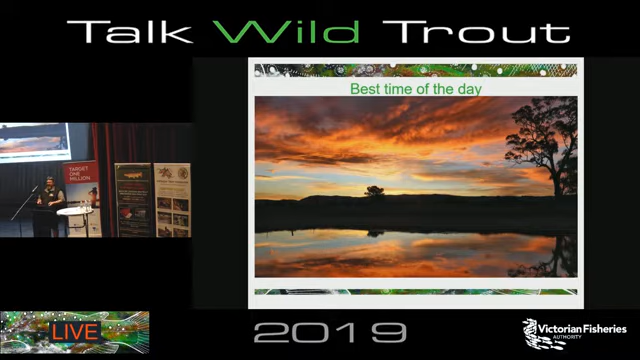 Talk Wild Trout
Best time of the day
TARGET
ONE
MILLION
LIVE
2019
Victorian Fisheries
AUTHORITY